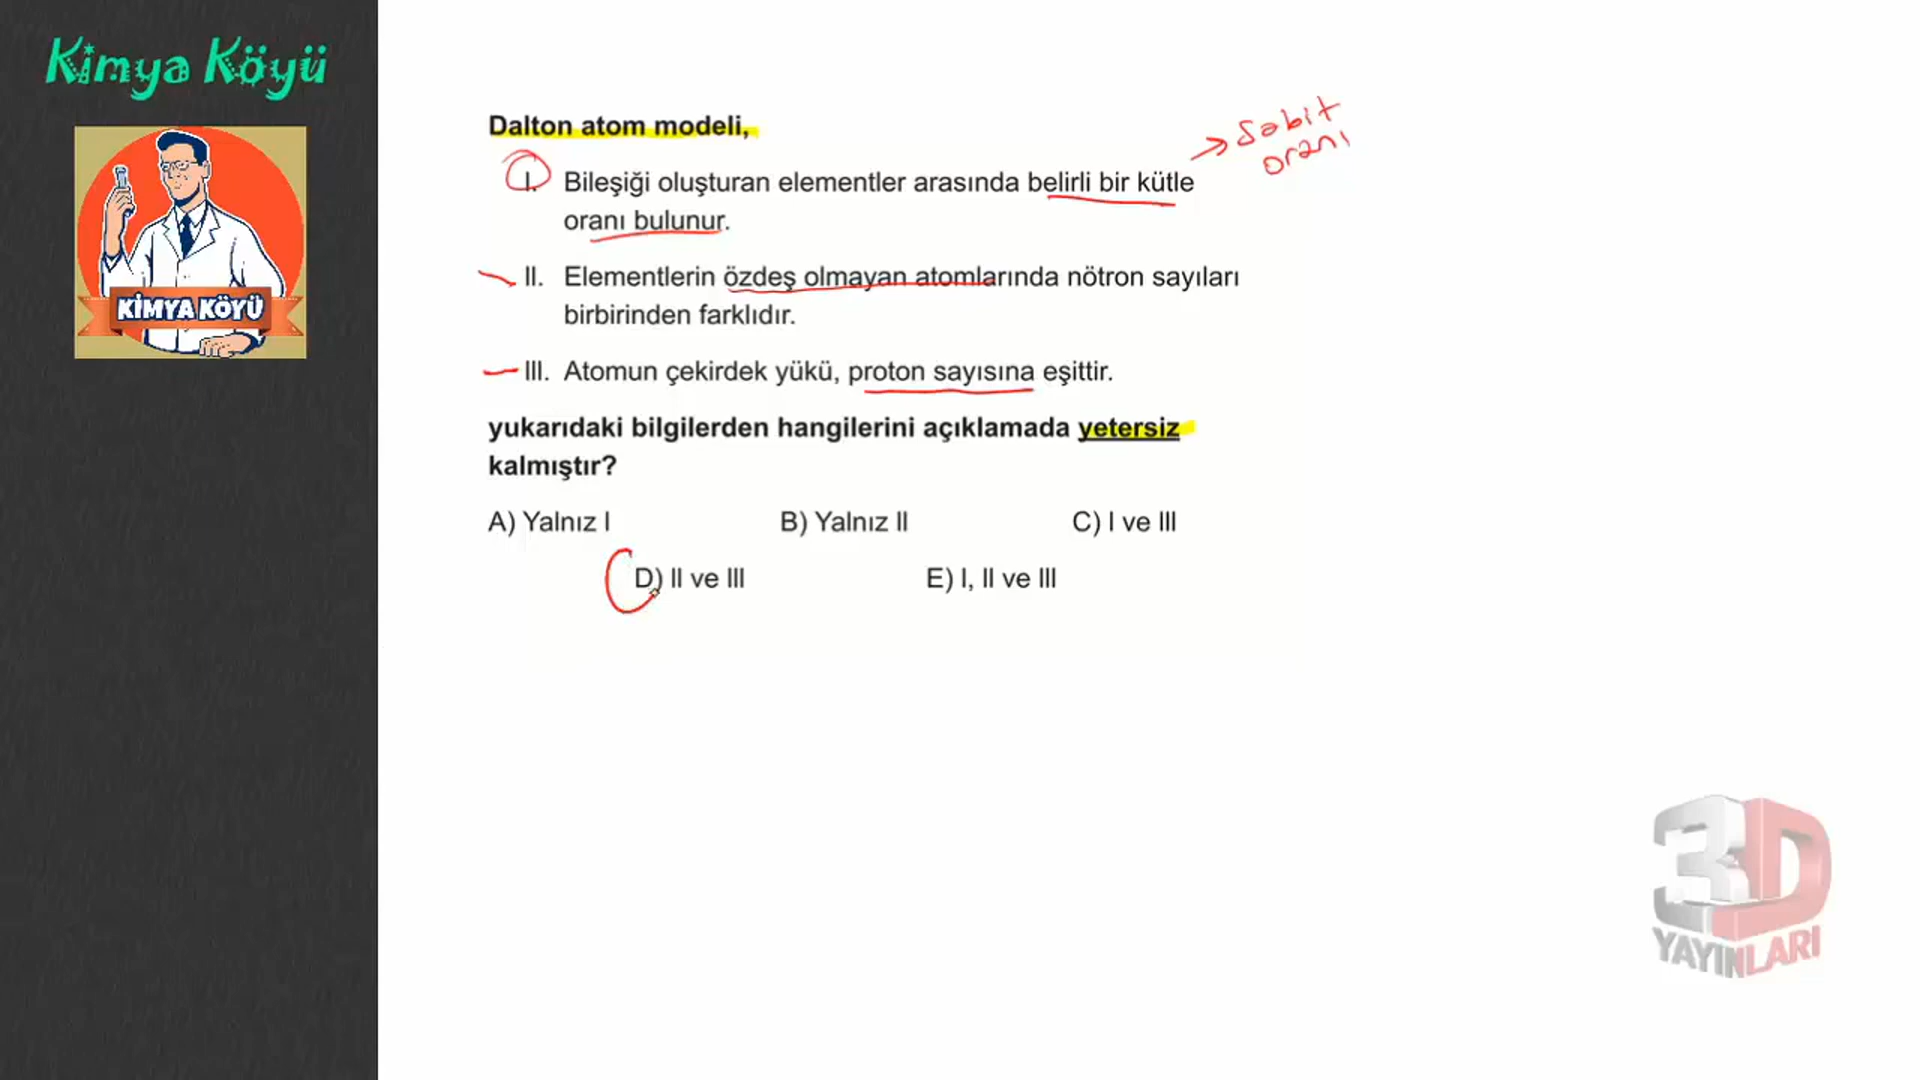 Kimya Köyü
KİMYA KÖYÜ
Dalton atom modeli,
→ Sabit
oranı
I. Bileşiği oluşturan elementler arasında belirli bir kütle
oranı bulunur.
II. Elementlerin özdeş olmayan atomlarında nötron sayıları
birbirinden farklıdır.
III. Atomun çekirdek yükü, proton sayısına eşittir.
yukarıdaki bilgilerden hangilerini açıklamada yetersiz
kalmıştır?
A) Yalnız I B) Yalnız II C) I ve III
D) II ve III E) I, II ve III
3D
YAYINLARI